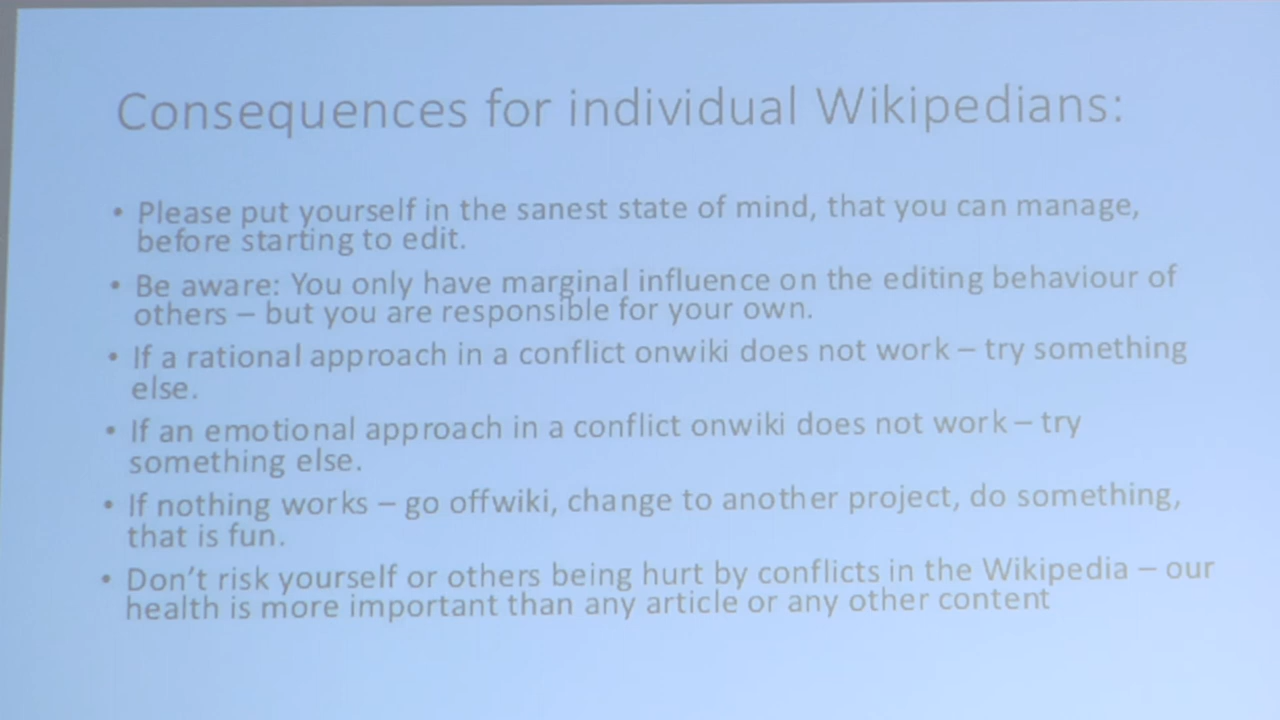 Consequences for individual Wikipedians:
• Please put yourself in the sanest state of mind, that you can manage,
before starting to edit.
• Be aware: You only have marginal influence on the editing behaviour of
others – but you are responsible for your own.
• If a rational approach in a conflict onwiki does not work – try something
else.
• If an emotional approach in a conflict onwiki does not work – try
something else.
• If nothing works – go offwiki, change to another project, do something,
that is fun.
• Don’t risk yourself or others being hurt by conflicts in the Wikipedia – our
health is more important than any article or any other content